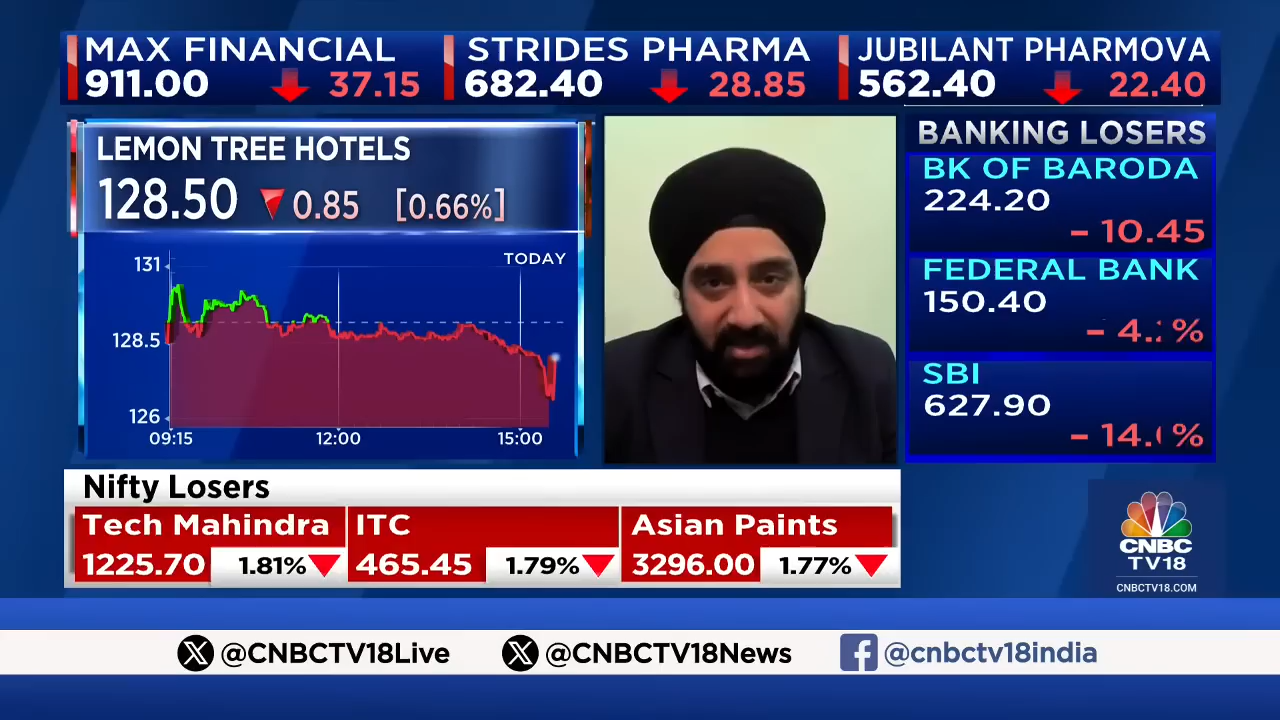 MAX FINANCIAL
911.00 37.15
STRIDES PHARMA
682.40 28.85
JUBILANT PHARMOVA
562.40 22.40
LEMON TREE HOTELS
128.50 0.85 [0.66%]
TODAY
131
128.5
126
09:15 12:00 15:00
BANKING LOSERS
BK OF BARODA
224.20
- 10.45
FEDERAL BANK
150.40
SBI
627.90
Nifty Losers
Tech Mahindra
1225.70 1.81%
ITC
465.45 1.79%
Asian Paints
3296.00 1.77%
CNBC
TV18
CNBCTV18.COM
@CNBCTV18Live
@CNBCTV18News
@cnbctv18india